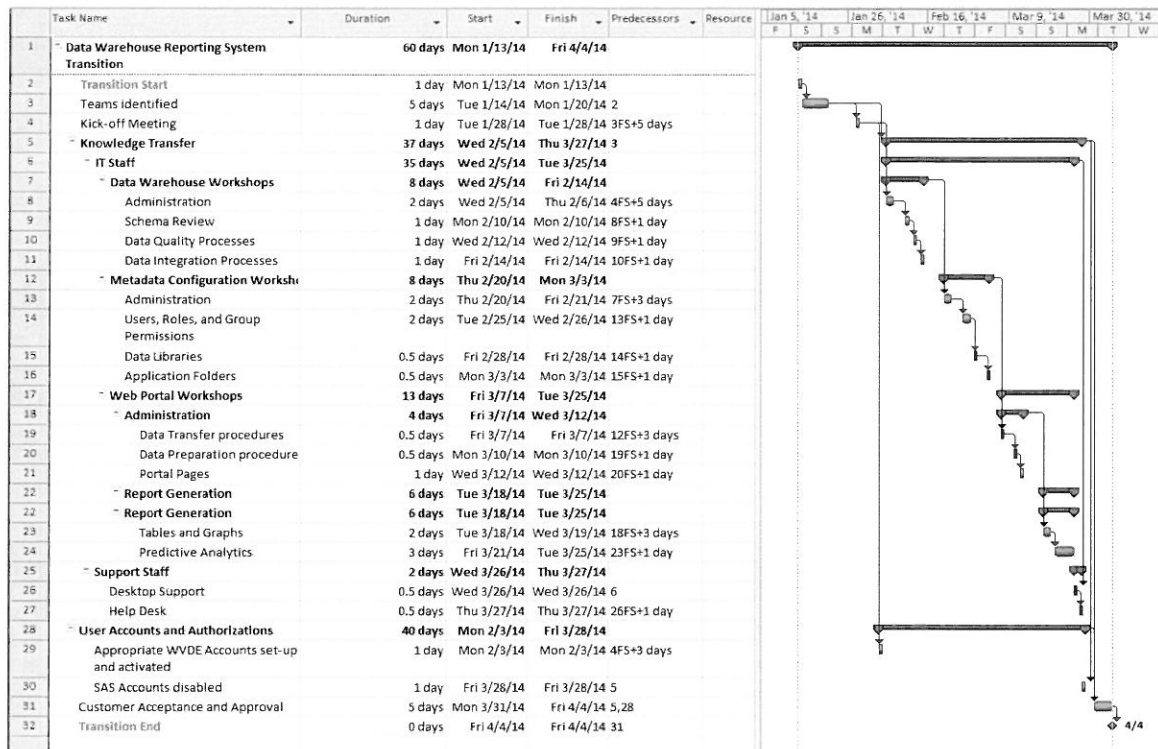 Task Name Duration Start Finish Predecessors Resource
Jan 5, '14 Jan 26, '14 Feb 16, '14 Mar 9, '14 Mar 30, '14
F S S M T W T F S S M T W
1 Data Warehouse Reporting System 60 days Mon 1/13/14 Fri 4/4/14
Transition
2 Transition Start 1 day Mon 1/13/14 Mon 1/13/14
3 Teams identified 5 days Tue 1/14/14 Mon 1/20/14 2
4 Kick-off Meeting 1 day Tue 1/28/14 Tue 1/28/14 3FS+5 days
5 Knowledge Transfer 37 days Wed 2/5/14 Thu 3/27/14 3
6 IT Staff 35 days Wed 2/5/14 Tue 3/25/14
7 Data Warehouse Workshops 8 days Wed 2/5/14 Fri 2/14/14
8 Administration 2 days Wed 2/5/14 Thu 2/6/14 4FS+5 days
9 Schema Review 1 day Mon 2/10/14 Mon 2/10/14 8FS+1 day
10 Data Quality Processes 1 day Wed 2/12/14 Wed 2/12/14 9FS+1 day
11 Data Integration Processes 1 day Fri 2/14/14 Fri 2/14/14 10FS+1 day
12 Metadata Configuration Worksh 8 days Thu 2/20/14 Mon 3/3/14
13 Administration 2 days Thu 2/20/14 Fri 2/21/14 7FS+3 days
14 Users, Roles, and Group 2 days Tue 2/25/14 Wed 2/26/14 13FS+1 day
Permissions
15 Data Libraries 0.5 days Fri 2/28/14 Fri 2/28/14 14FS+1 day
16 Application Folders 0.5 days Mon 3/3/14 Mon 3/3/14 15FS+1 day
17 Web Portal Workshops 13 days Fri 3/7/14 Tue 3/25/14
18 Administration 4 days Fri 3/7/14 Wed 3/12/14
19 Data Transfer procedures 0.5 days Fri 3/7/14 Fri 3/7/14 12FS+3 days
20 Data Preparation procedure 0.5 days Mon 3/10/14 Mon 3/10/14 19FS+1 day
21 Portal Pages 1 day Wed 3/12/14 Wed 3/12/14 20FS+1 day
22 Report Generation 6 days Tue 3/18/14 Tue 3/25/14
22 Report Generation 6 days Tue 3/18/14 Tue 3/25/14
23 Tables and Graphs 2 days Tue 3/18/14 Wed 3/19/14 18FS+3 days
24 Predictive Analytics 3 days Fri 3/21/14 Tue 3/25/14 23FS+1 day
25 Support Staff 2 days Wed 3/26/14 Thu 3/27/14
26 Desktop Support 0.5 days Wed 3/26/14 Wed 3/26/14 6
27 Help Desk 0.5 days Thu 3/27/14 Thu 3/27/14 26FS+1 day
28 User Accounts and Authorizations 40 days Mon 2/3/14 Fri 3/28/14
29 Appropriate WVDE Accounts set-up 1 day Mon 2/3/14 Mon 2/3/14 4FS+3 days
and activated
30 SAS Accounts disabled 1 day Fri 3/28/14 Fri 3/28/14 5
31 Customer Acceptance and Approval 5 days Mon 3/31/14 Fri 4/4/14 5,28
32 Transition End 0 days Fri 4/4/14 Fri 4/4/14 31
4/4